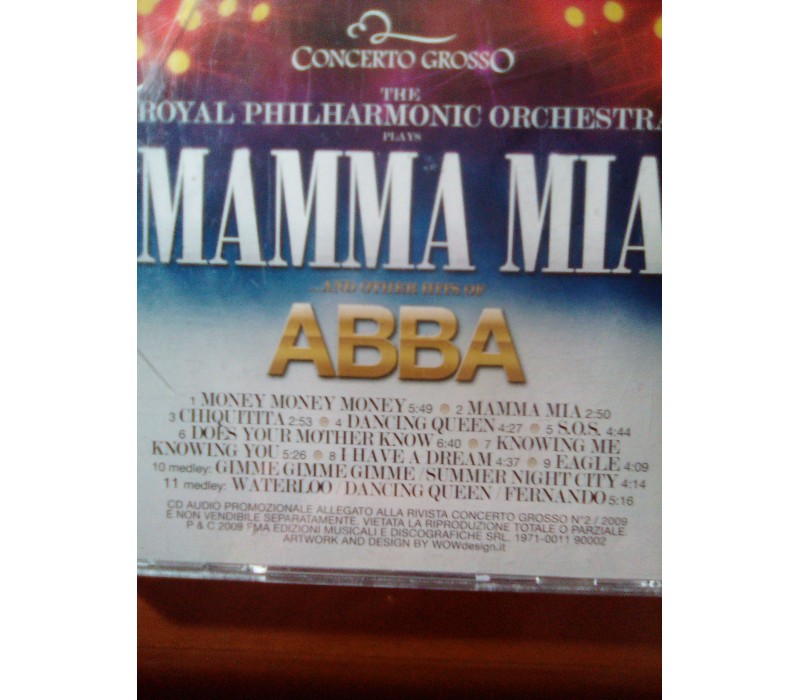 CONCERTO GROSSO
THE
ROYAL PHILHARMONIC ORCHESTRA
PLAYS
MAMMA MIA
...AND OTHER HITS OF
ABBA
1 MONEY MONEY MONEY 5:49 • 2 MAMMA MIA 2:50
3 CHIQUITITA 2:53 • 4 DANCING QUEEN 4:27 • 5 S.O.S. 4:44
6 DOES YOUR MOTHER KNOW 6:40 • 7 KNOWING ME
KNOWING YOU 5:26 • 8 I HAVE A DREAM 4:37 • 9 EAGLE 4:09
10 medley: GIMME GIMME GIMME / SUMMER NIGHT CITY 4:14
11 medley: WATERLOO / DANCING QUEEN / FERNANDO 5:16
CD AUDIO PROMOZIONALE ALLEGATO ALLA RIVISTA CONCERTO GROSSO N°2 / 2009
E NON VENDIBILE SEPARATAMENTE. VIETATA LA RIPRODUZIONE TOTALE O PARZIALE.
P & C 2009 FMA EDIZIONI MUSICALI E DISCOGRAFICHE SRL. 1971-0011 90002
ARTWORK AND DESIGN BY WOWdesign.it